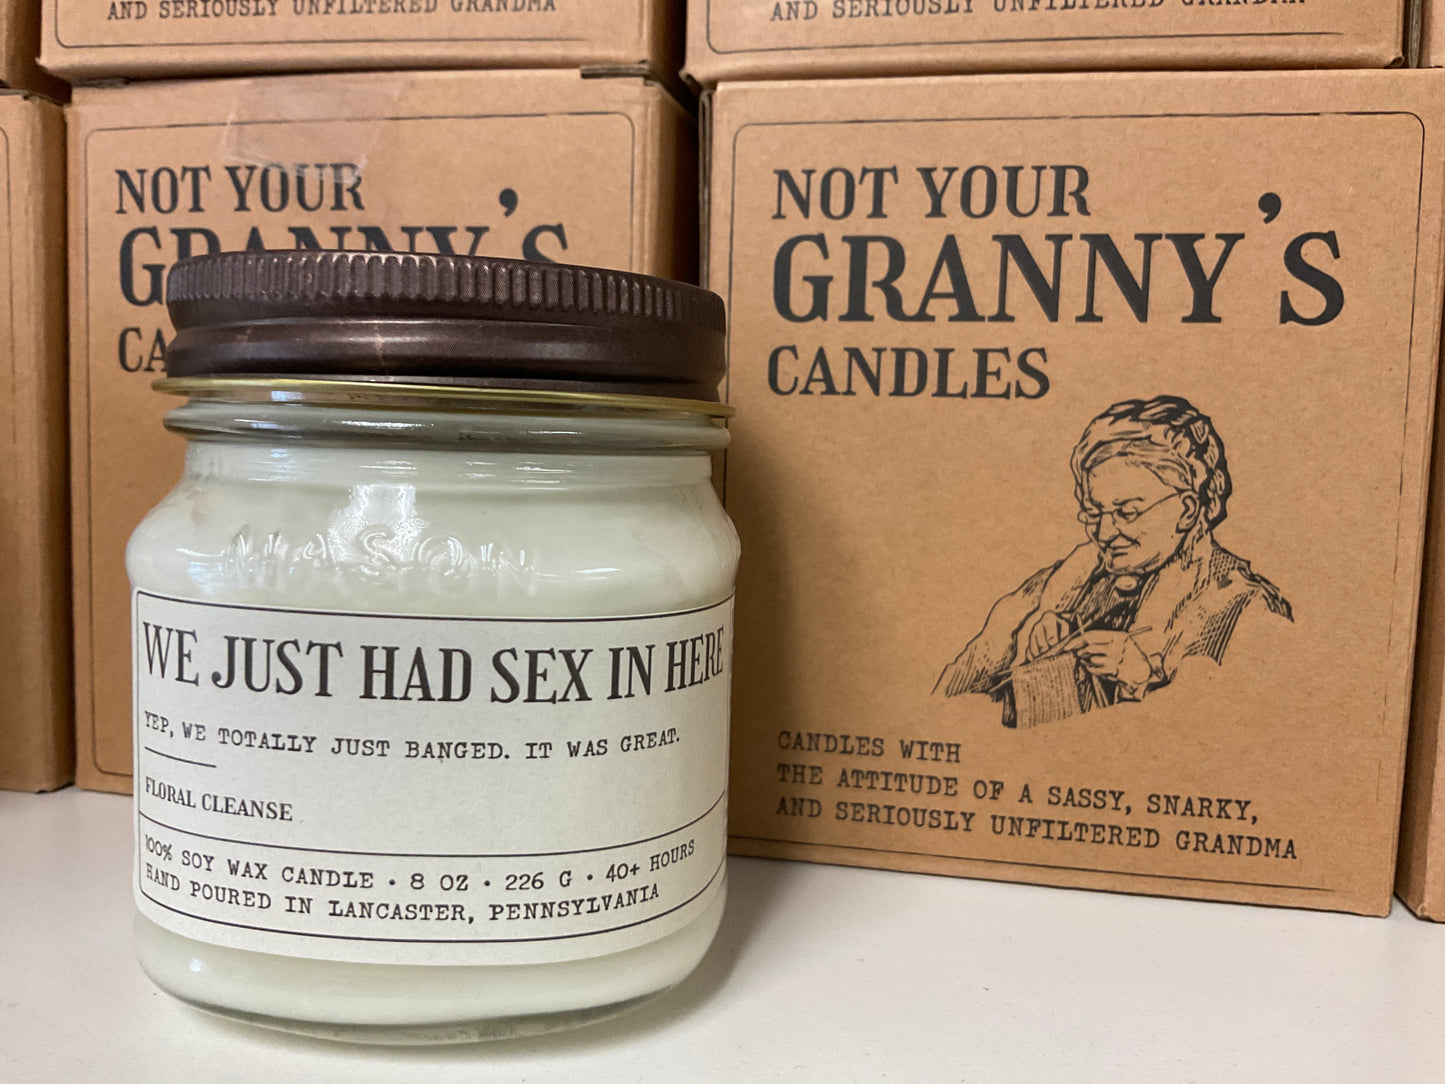 AND SERIOUSLY UNFILTERED GRANDMA
AND SERIOUSLY UNFILTERED GRANDMA
NOT YOUR
GRANNY'S
CA
NOT YOUR
GRANNY'S
CANDLES
CANDLES WITH
THE ATTITUDE OF A SASSY, SNARKY,
AND SERIOUSLY UNFILTERED GRANDMA
MASON
WE JUST HAD SEX IN HERE
YEP, WE TOTALLY JUST BANGED. IT WAS GREAT.
FLORAL CLEANSE
100% SOY WAX CANDLE • 8 OZ • 226 G • 40+ HOURS
HAND POURED IN LANCASTER, PENNSYLVANIA